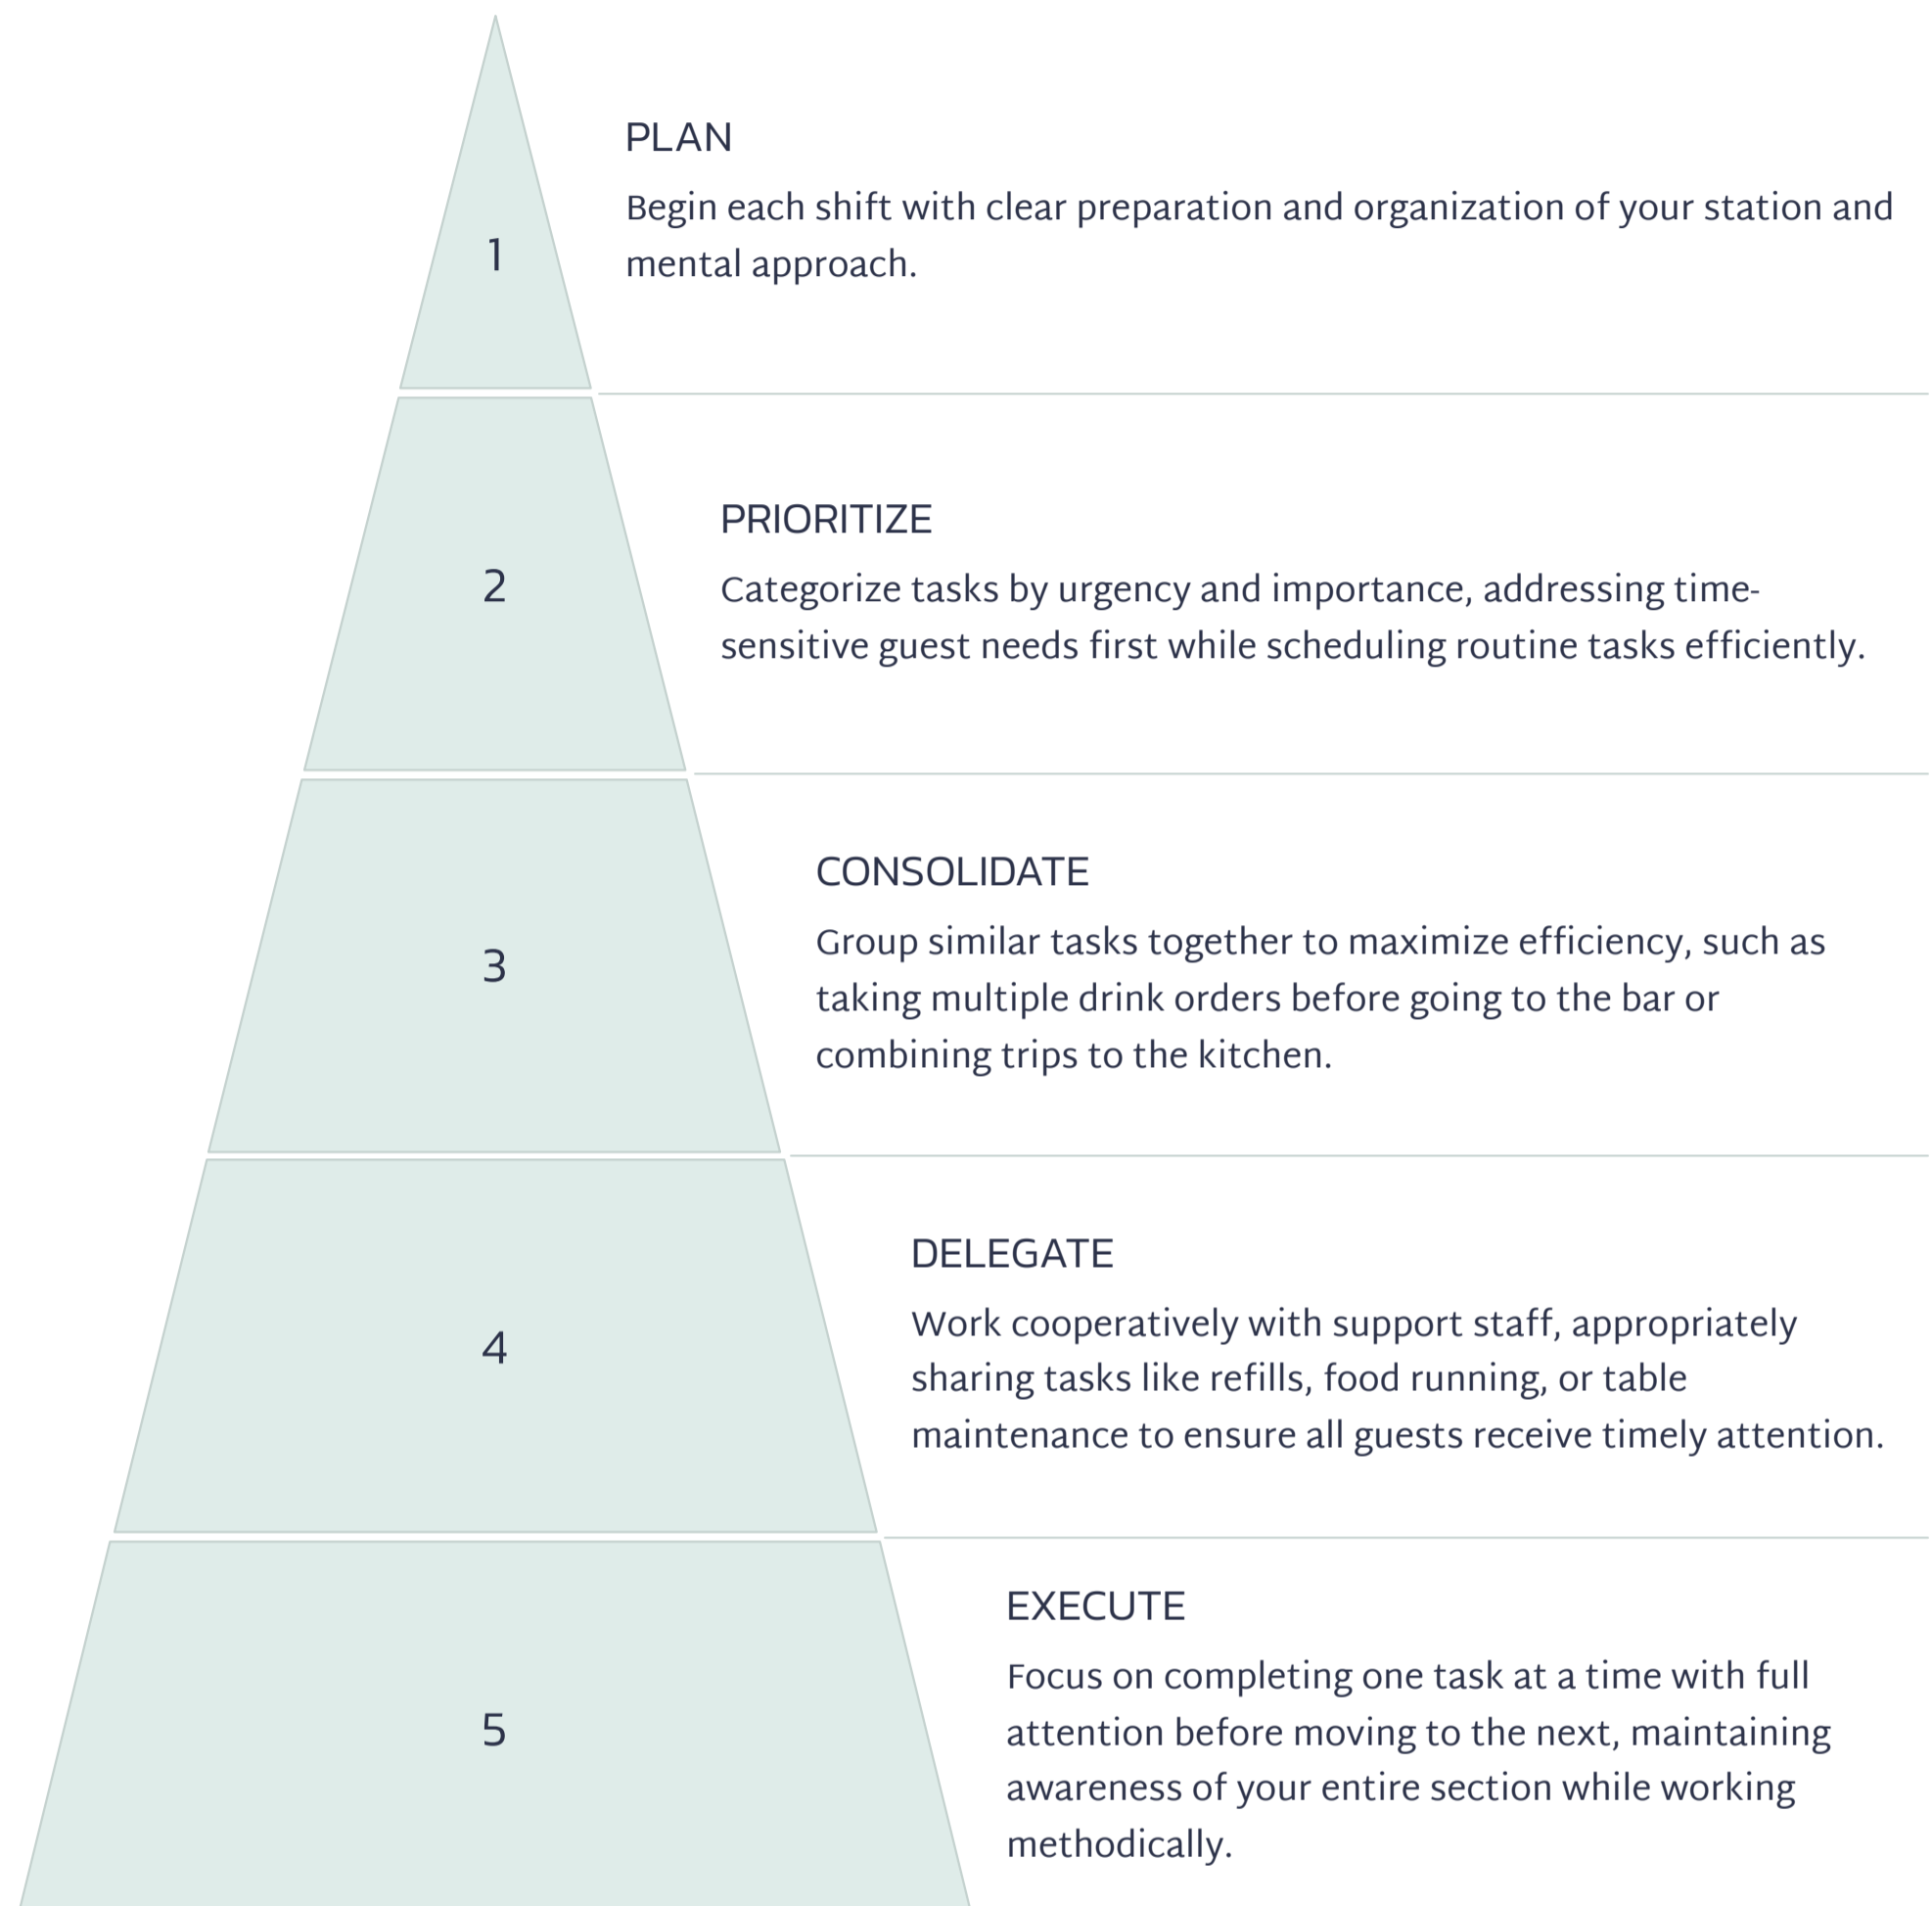 PLAN
Begin each shift with clear preparation and organization of your station and
mental approach.
1
PRIORITIZE
Categorize tasks by urgency and importance, addressing time-
sensitive guest needs first while scheduling routine tasks efficiently.
2
CONSOLIDATE
Group similar tasks together to maximize efficiency, such as
taking multiple drink orders before going to the bar or
combining trips to the kitchen.
3
DELEGATE
Work cooperatively with support staff, appropriately
sharing tasks like refills, food running, or table
maintenance to ensure all guests receive timely attention.
4
EXECUTE
Focus on completing one task at a time with full
attention before moving to the next, maintaining
awareness of your entire section while working
methodically.
5